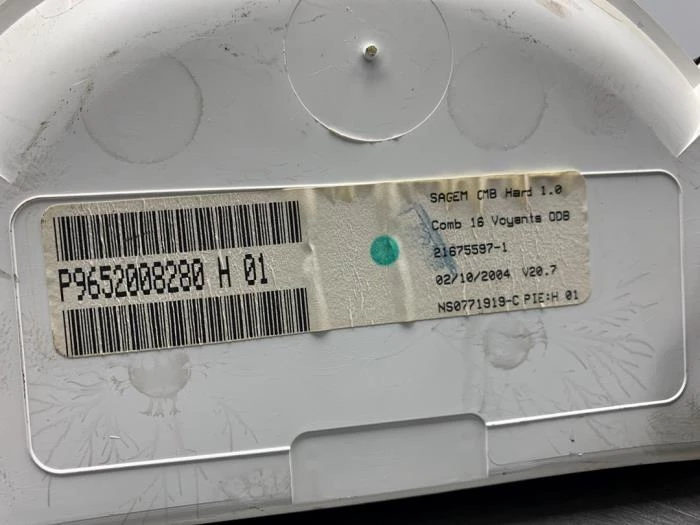 P9652008280 H 01
SAGEM CMB Hard 1.0
Comb 16 Voyants ODB
21675597-1
02/10/2004 V20.7
NS0771919-C PIE:H 01